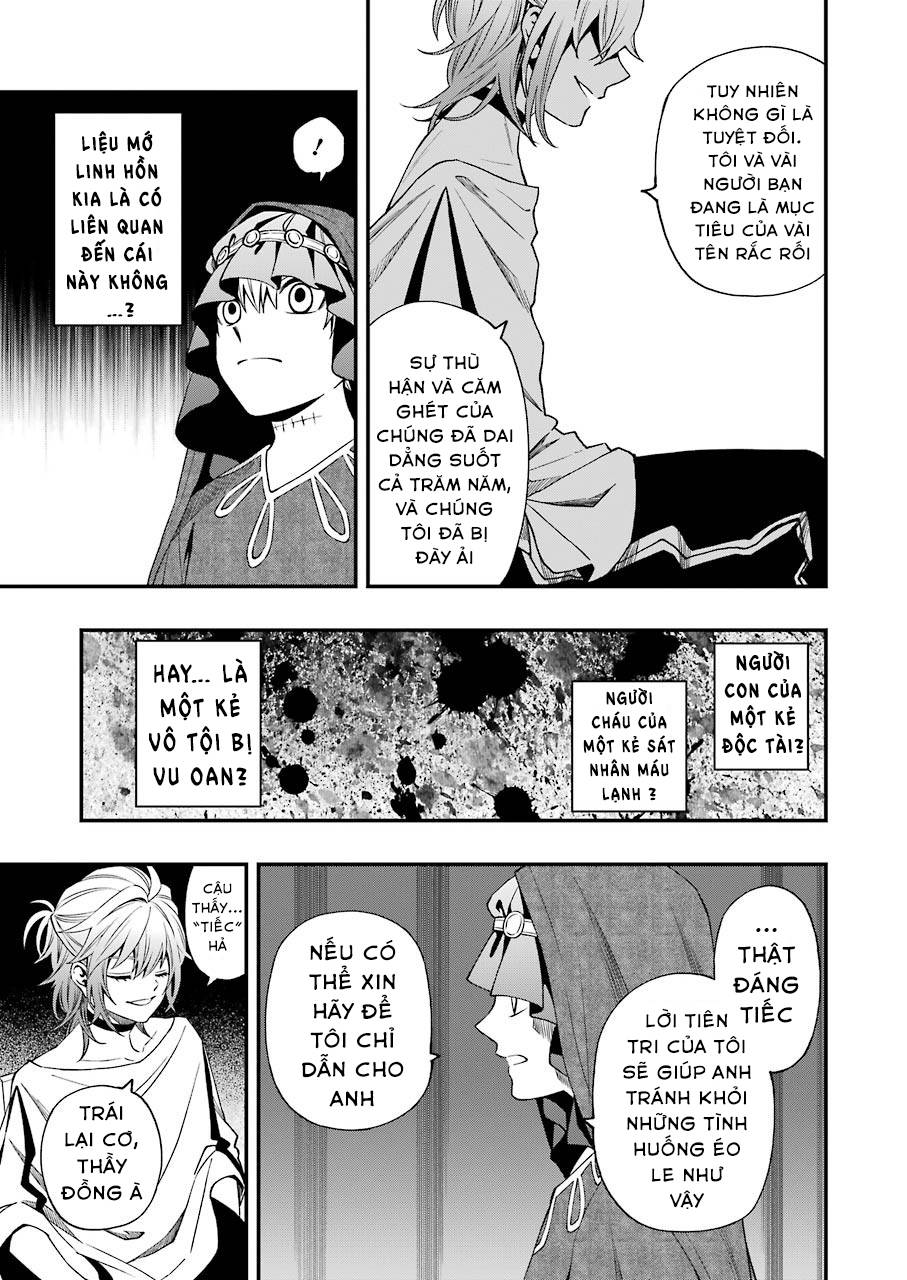 TUY NHIÊN
KHÔNG GÌ LÀ
TUYỆT ĐỐI.
TÔI VÀ VÀI
NGƯỜI BẠN
ĐANG LÀ MỤC
TIÊU CỦA VÀI
TÊN RẮC RỐI
SỰ THÙ
HẬN VÀ CĂM
GHÉT CỦA
CHÚNG ĐÃ DAI
DẲNG SUỐT
CẢ TRĂM NĂM,
VÀ CHÚNG
TÔI ĐÃ BỊ
ĐÀY ẢI
!
LIỆU MỚ
LINH HỒN
KIA LÀ CÓ
LIÊN QUAN
ĐẾN CÁI
NÀY KHÔNG
...?
NGƯỜI
CON CỦA
MỘT KẺ
ĐỘC TÀI?
NGƯỜI
CHÁU CỦA
MỘT KẺ SÁT
NHÂN MÁU
LẠNH ?
HAY... LÀ
MỘT KẺ
VÔ TỘI BỊ
VU OAN?
...
THẬT
ĐÁNG
TIẾC
LỜI TIÊN
TRI CỦA TÔI
SẼ GIÚP ANH
TRÁNH KHỎI
NHỮNG TÌNH
HUỐNG ÉO
LE NHƯ
VẬY
NẾU CÓ
THỂ XIN
HÃY ĐỂ
TÔI CHỈ
DẪN CHO
ANH
CẬU
THẤY...
"TIẾC"
HẢ
TRÁI
LẠI CƠ,
THẦY
ĐỒNG À